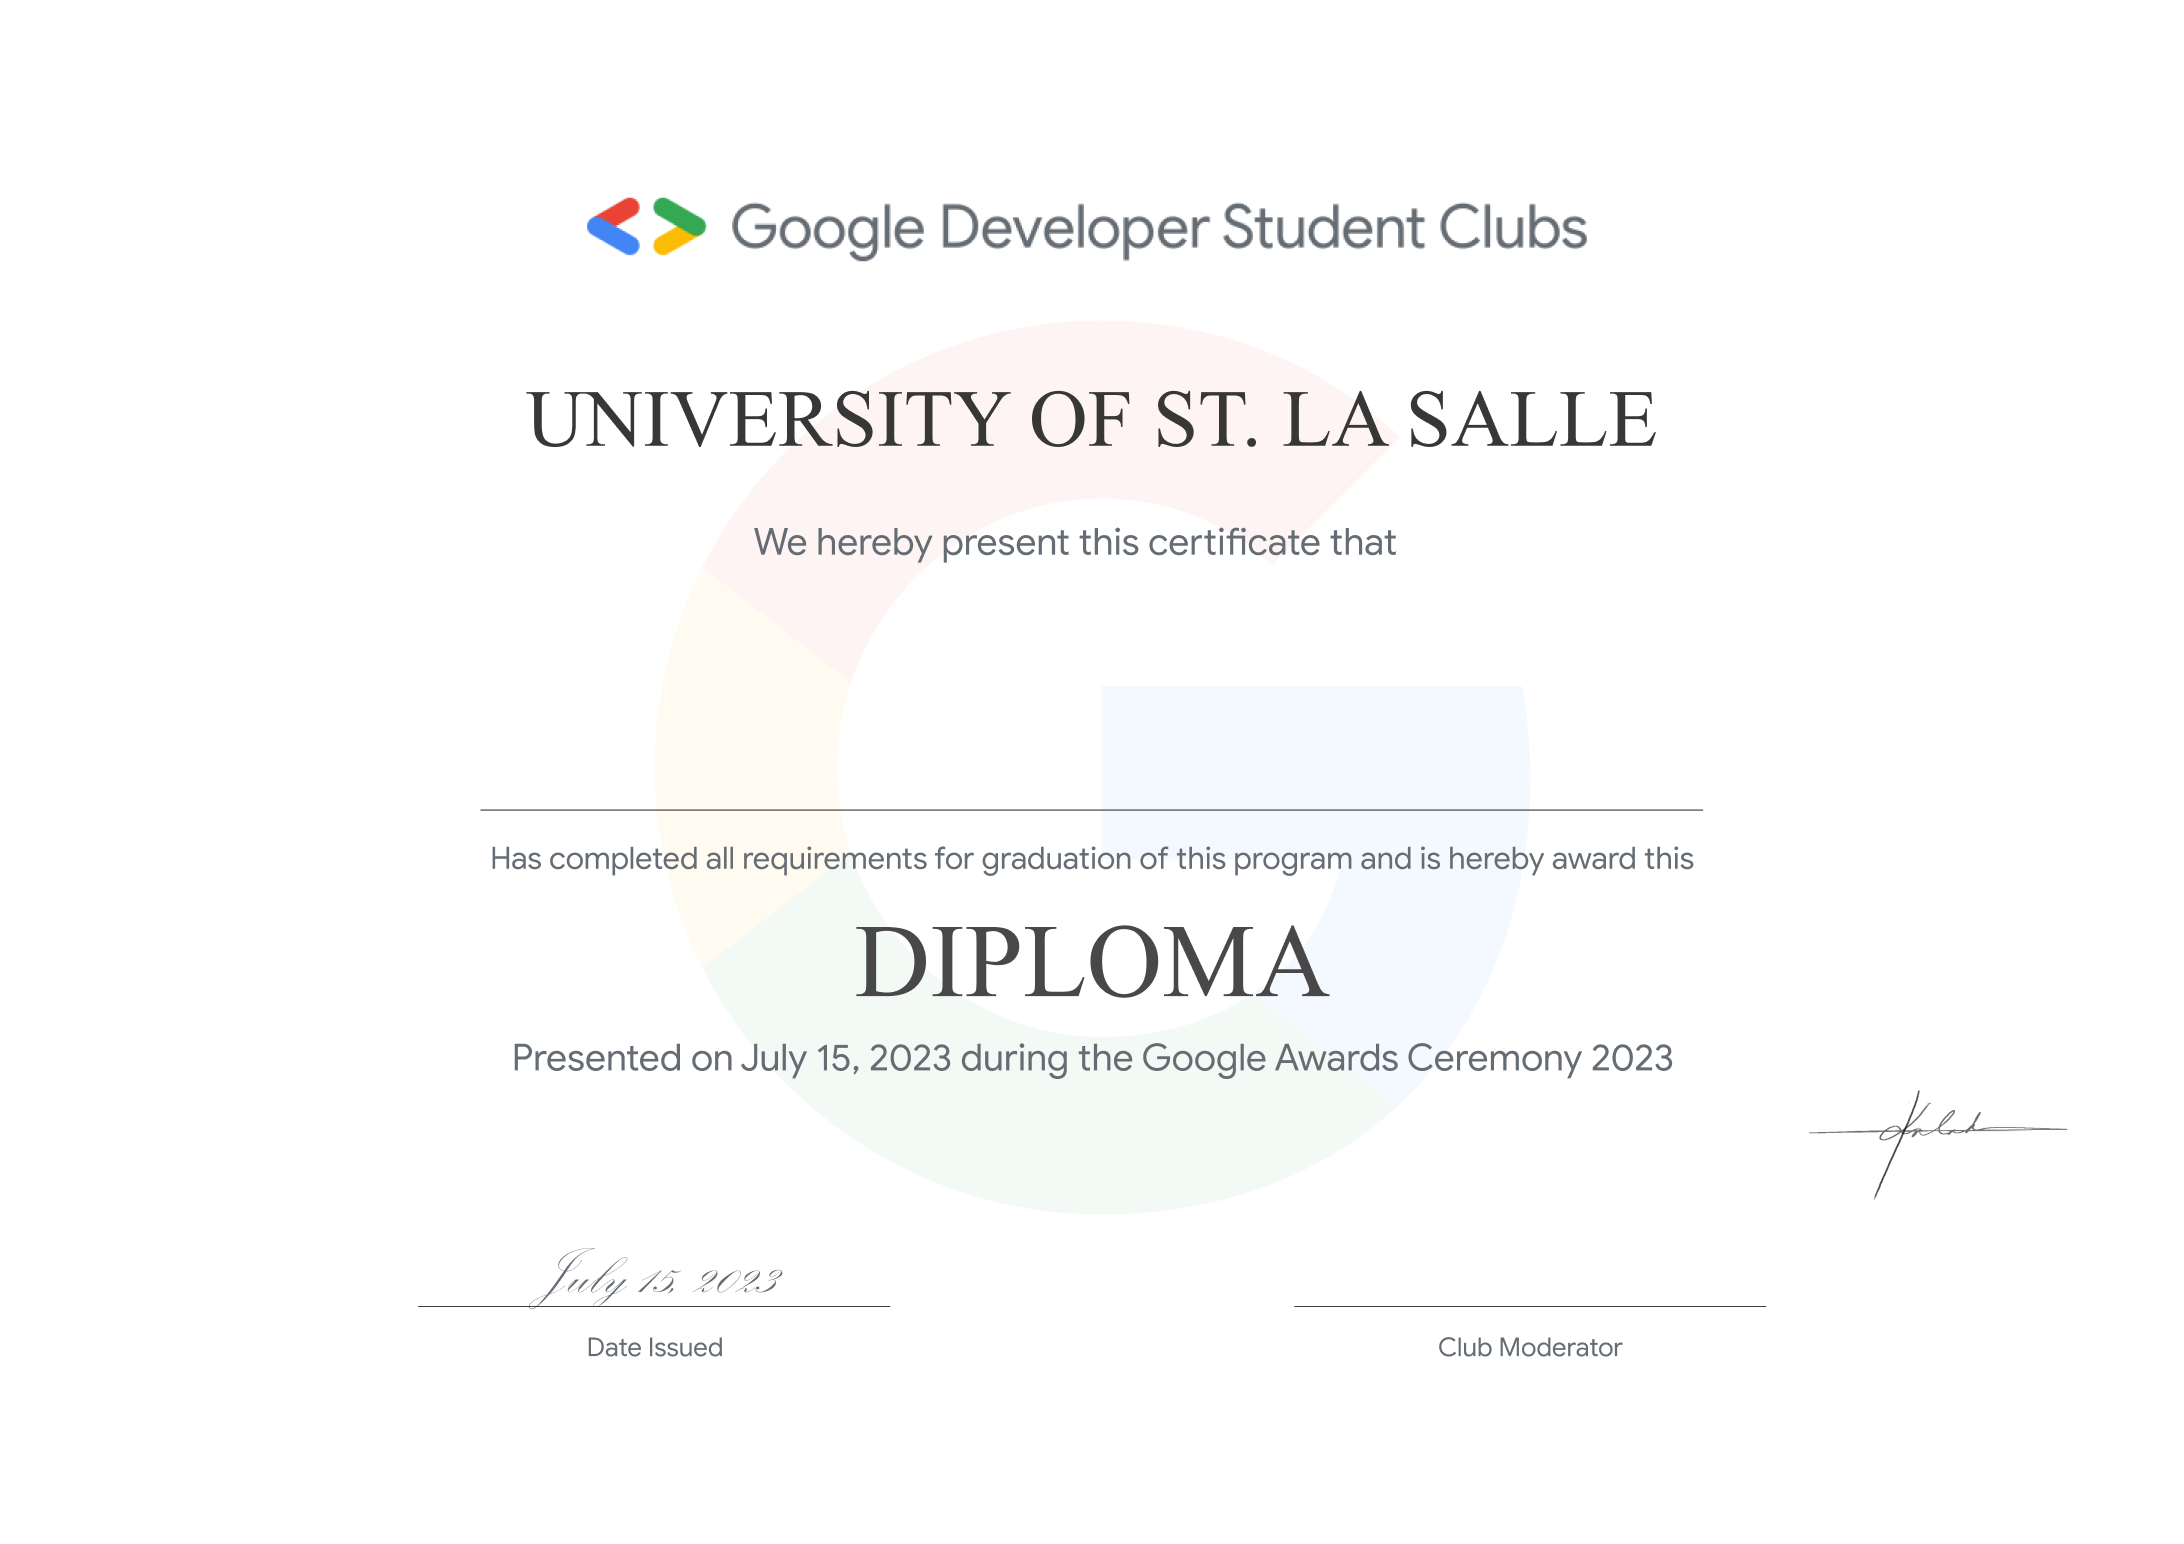 Google Developer Student Clubs
UNIVERSITY OF ST. LA SALLE
We hereby present this certificate that
Has completed all requirements for graduation of this program and is hereby award this
DIPLOMA
Presented on July 15, 2023 during the Google Awards Ceremony 2023
July 15, 2023
Date Issued
Club Moderator